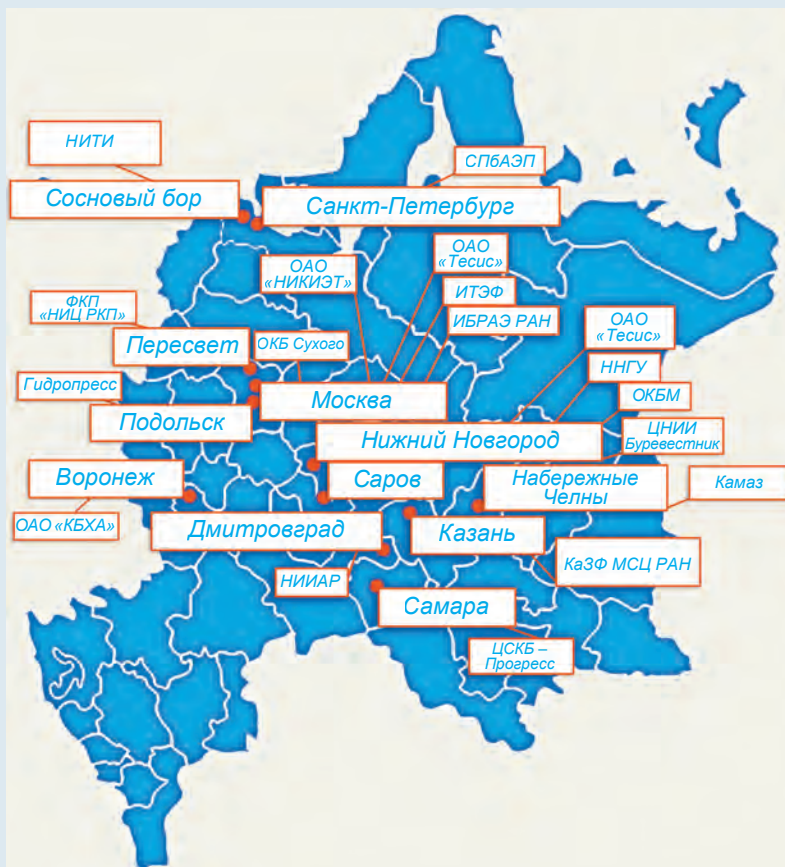 НИТИ
СПбАЭП
Сосновый бор
Санкт-Петербург
ОАО
«НИКИЭТ»
ОАО
«Тесис»
ИТЭФ
ИБРАЭ РАН
ФКП
«НИЦ РКП»
ОАО
«Тесис»
Пересвет
ОКБ Сухого
ННГУ
Гидропресс
Москва
ОКБМ
Подольск
Нижний Новгород
ЦНИИ
Буревестник
Воронеж
Саров
Набережные
Челны
Камаз
ОАО «КБХА»
Дмитровград
Казань
НИИАР
КаЗФ МСЦ РАН
Самара
ЦСКБ –
Прогресс